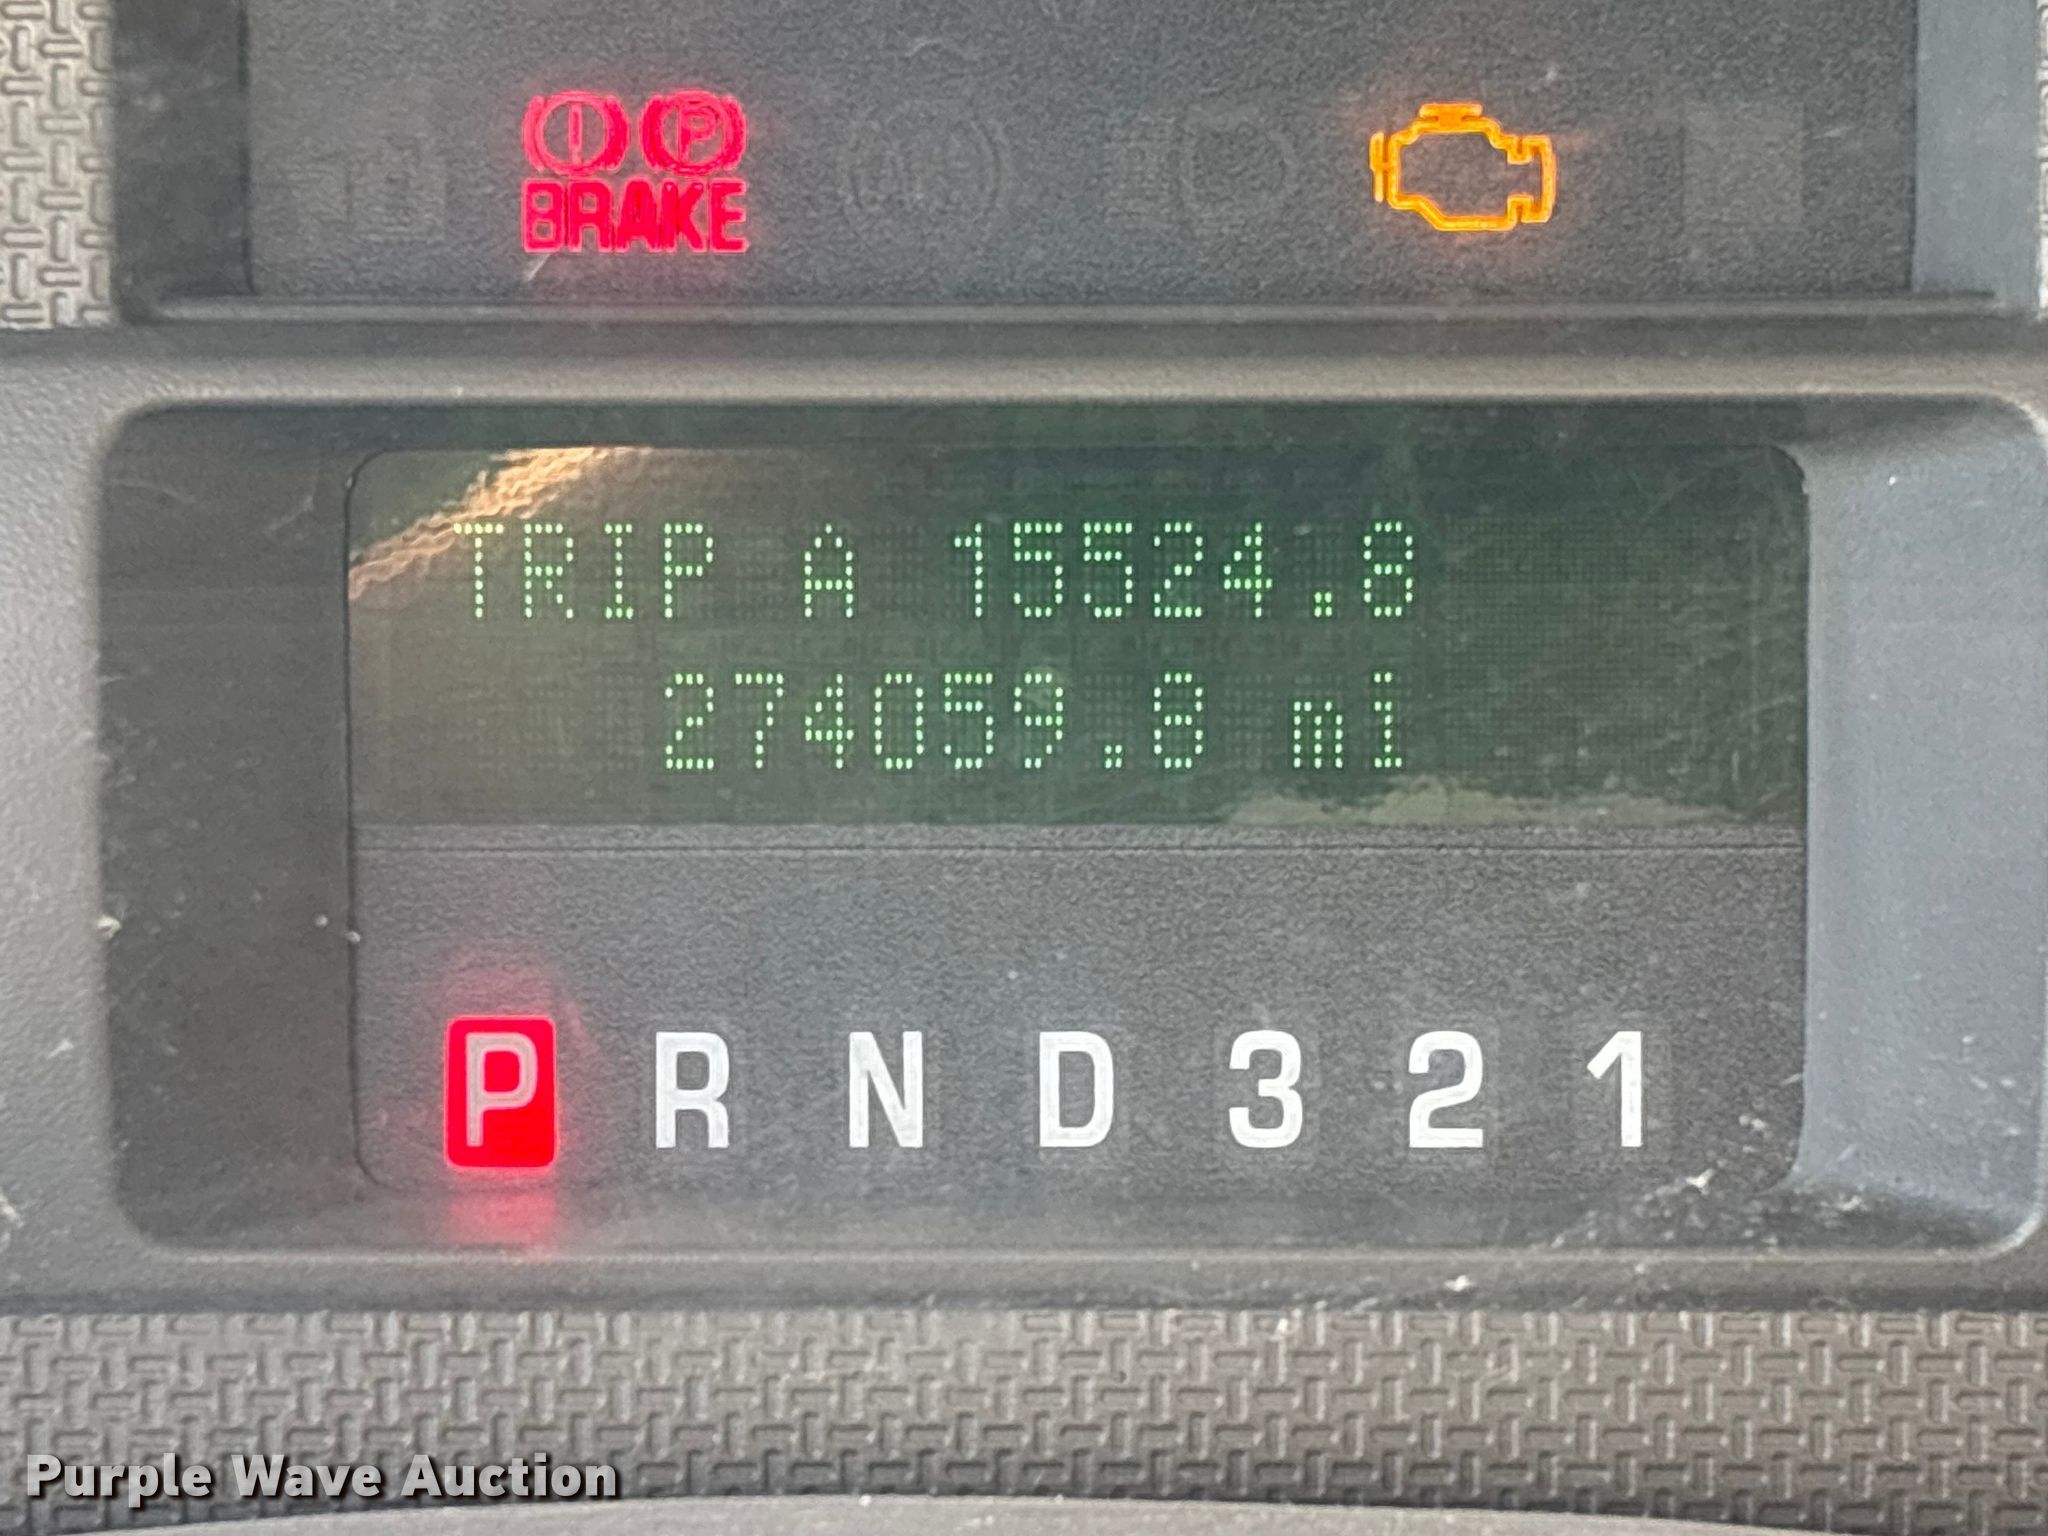 BRAKE
TRIP A 15524.8
274059.8 mi
P R N D 3 2 1
Purple Wave Auction